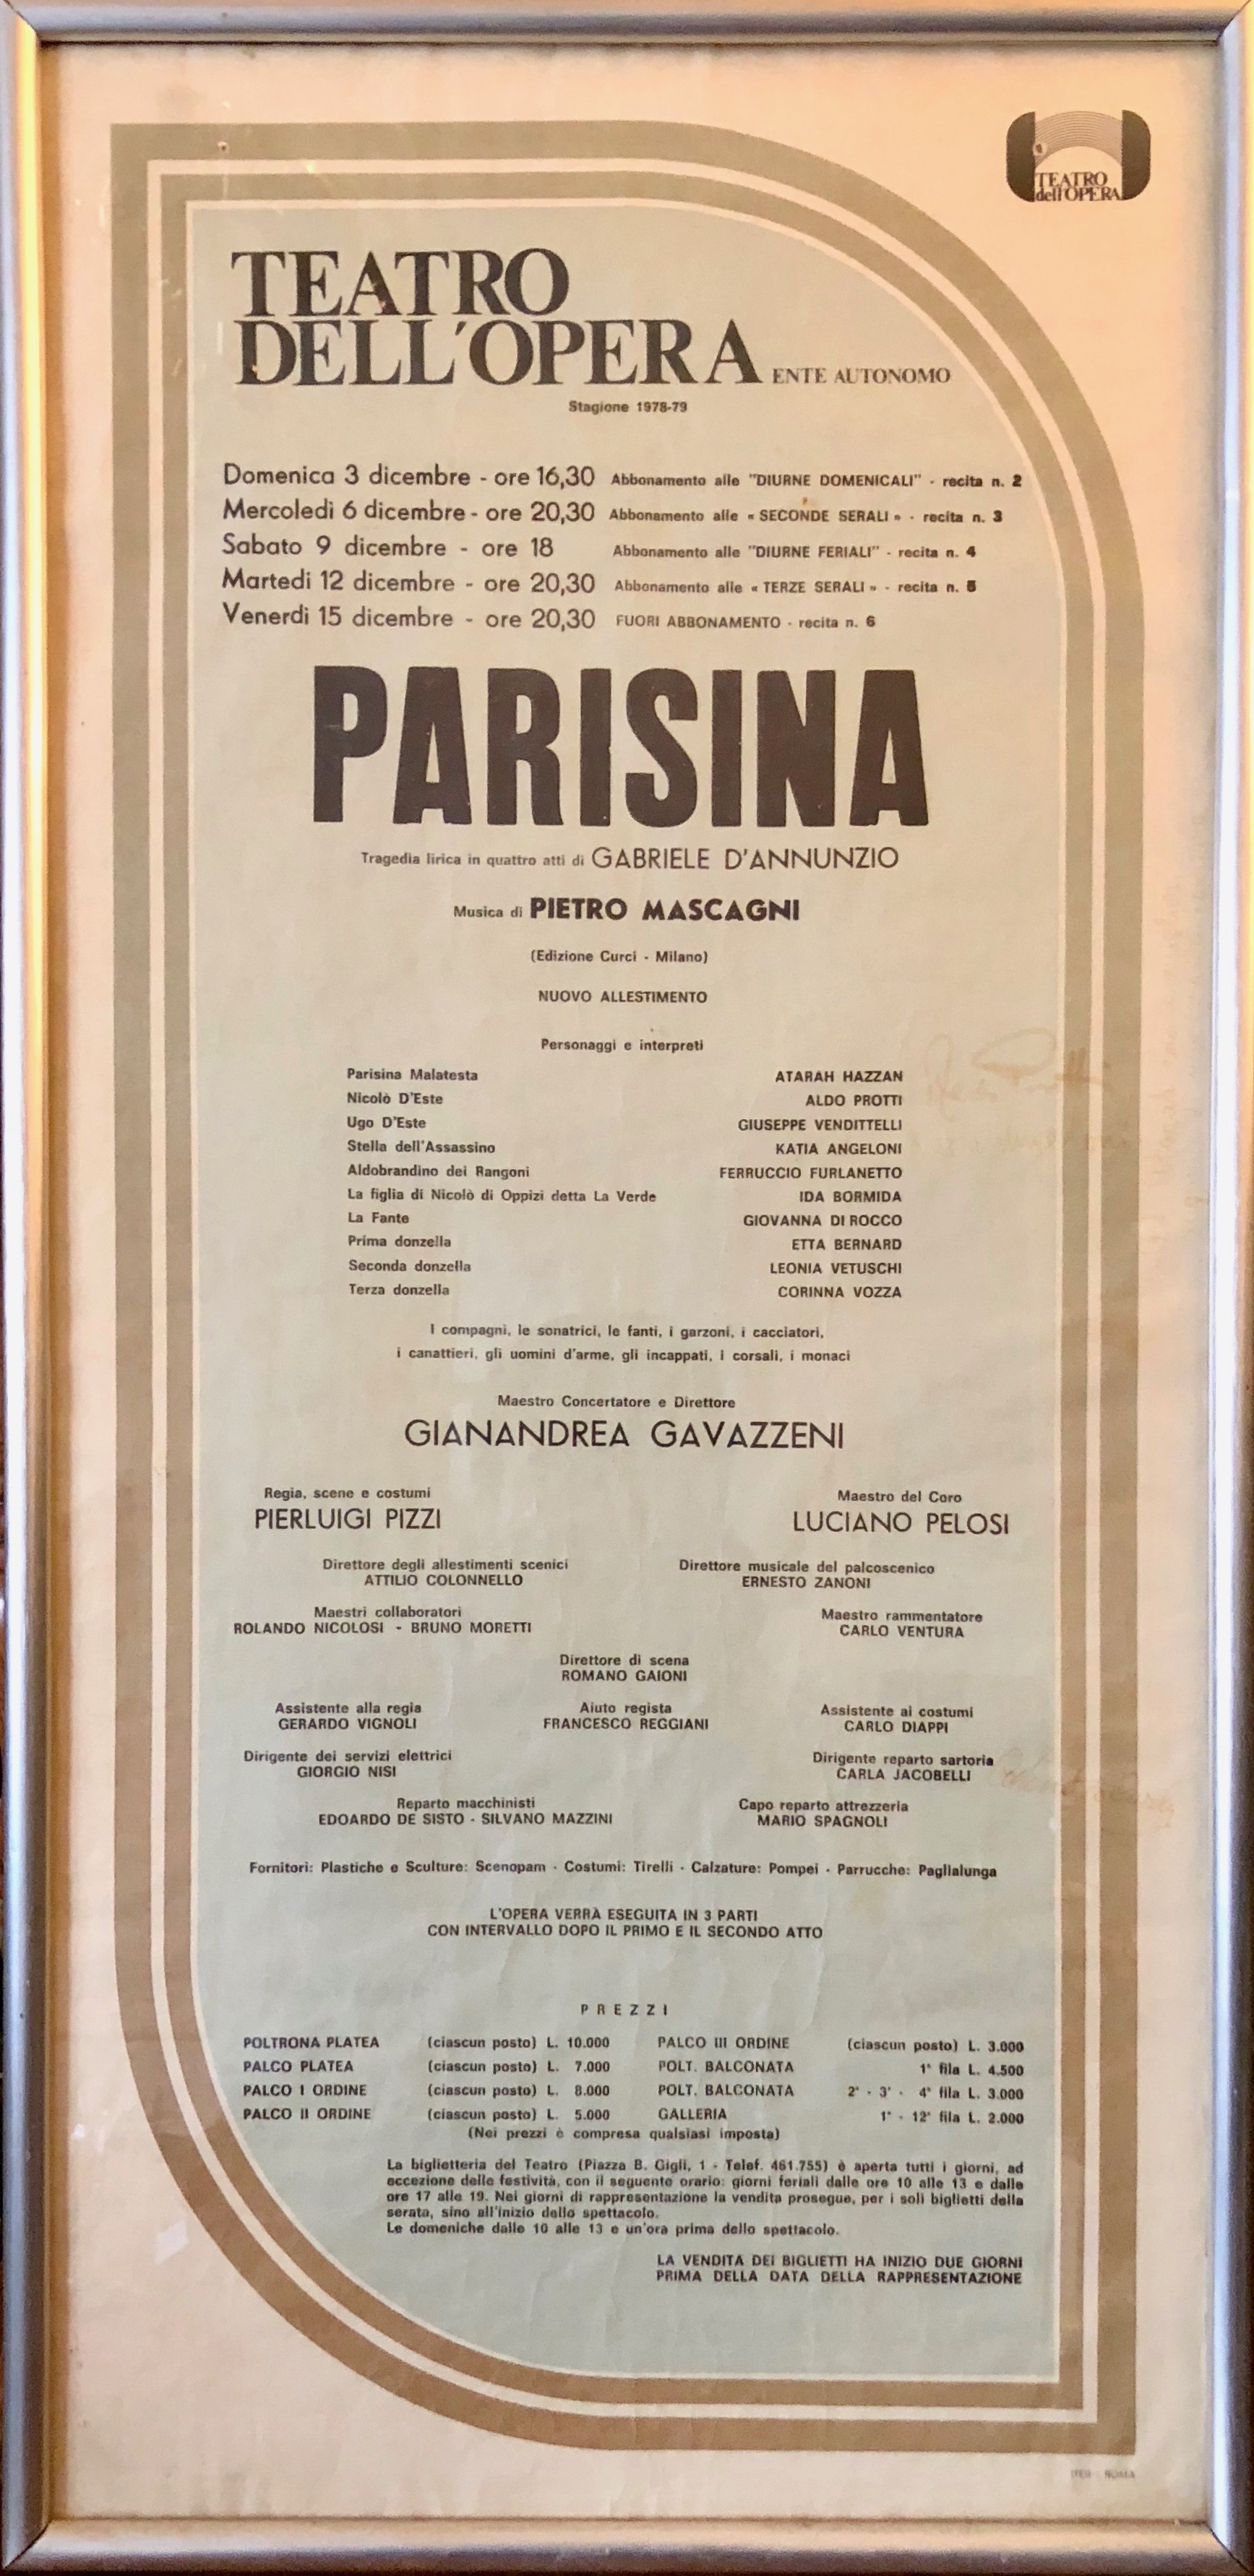 TEATRO
dell'OPERA
TEATRO
DELL'OPERA ENTE AUTONOMO
Stagione 1978-79
Domenica 3 dicembre - ore 16,30 Abbonamento alle "DIURNE DOMENICALI" - recita n. 2
Mercoledi 6 dicembre - ore 20,30 Abbonamento alle « SECONDE SERALI » - recita n. 3
Sabato 9 dicembre - ore 18 Abbonamento alle "DIURNE FERIALI" - recita n. 4
Martedi 12 dicembre - ore 20,30 Abbonamento alle « TERZE SERALI » - recita n. 5
Venerdi 15 dicembre - ore 20,30 FUORI ABBONAMENTO - recita n. 6
PARISINA
Tragedia lirica in quattro atti di GABRIELE D'ANNUNZIO
Musica di PIETRO MASCAGNI
(Edizione Curci - Milano)
NUOVO ALLESTIMENTO
Personaggi e interpreti
Parisina Malatesta ATARAH HAZZAN
Nicolò D'Este ALDO PROTTI
Ugo D'Este GIUSEPPE VENDITTELLI
Stella dell'Assassino KATIA ANGELONI
Aldobrandino dei Rangoni FERRUCCIO FURLANETTO
La figlia di Nicolò di Oppizi detta La Verde IDA BORMIDA
La Fante GIOVANNA DI ROCCO
Prima donzella ETTA BERNARD
Seconda donzella LEONIA VETUSCHI
Terza donzella CORINNA VOZZA
I compagni, le sonatrici, le fanti, i garzoni, i cacciatori,
i canattieri, gli uomini d'arme, gli incappati, i corsali, i monaci
Maestro Concertatore e Direttore
GIANANDREA GAVAZZENI
Regia, scene e costumi Maestro del Coro
PIERLUIGI PIZZI LUCIANO PELOSI
Direttore degli allestimenti scenici Direttore musicale del palcoscenico
ATTILIO COLONNELLO ERNESTO ZANONI
Maestri collaboratori Maestro rammentatore
ROLANDO NICOLOSI - BRUNO MORETTI CARLO VENTURA
Direttore di scena
ROMANO GAIONI
Assistente alla regia Aiuto regista Assistente ai costumi
GERARDO VIGNOLI FRANCESCO REGGIANI CARLO DIAPPI
Dirigente dei servizi elettrici Dirigente reparto sartoria
GIORGIO NISI CARLA JACOBELLI
Reparto macchinisti Capo reparto attrezzeria
EDOARDO DE SISTO - SILVANO MAZZINI MARIO SPAGNOLI
Fornitori: Plastiche e Sculture: Scenopam - Costumi: Tirelli - Calzature: Pompei - Parrucche: Paglialunga
L'OPERA VERRÀ ESEGUITA IN 3 PARTI
CON INTERVALLO DOPO IL PRIMO E IL SECONDO ATTO
PREZZI
POLTRONA PLATEA (ciascun posto) L. 10.000 PALCO III ORDINE (ciascun posto) L. 3.000
PALCO PLATEA (ciascun posto) L. 7.000 POLT. BALCONATA 1ª fila L. 4.500
PALCO I ORDINE (ciascun posto) L. 8.000 POLT. BALCONATA 2ª - 3ª - 4ª fila L. 3.000
PALCO II ORDINE (ciascun posto) L. 5.000 GALLERIA 1ª - 12ª fila L. 2.000
(Nei prezzi è compresa qualsiasi imposta)
La biglietteria del Teatro (Piazza B. Gigli, 1 - Telef. 461.755) è aperta tutti i giorni, ad
eccezione delle festività, con il seguente orario: giorni feriali dalle ore 10 alle 13 e dalle
ore 17 alle 19. Nei giorni di rappresentazione la vendita prosegue, per i soli biglietti della
serata, sino all'inizio dello spettacolo.
Le domeniche dalle 10 alle 13 e un'ora prima dello spettacolo.
LA VENDITA DEI BIGLIETTI HA INIZIO DUE GIORNI
PRIMA DELLA DATA DELLA RAPPRESENTAZIONE
ROMA